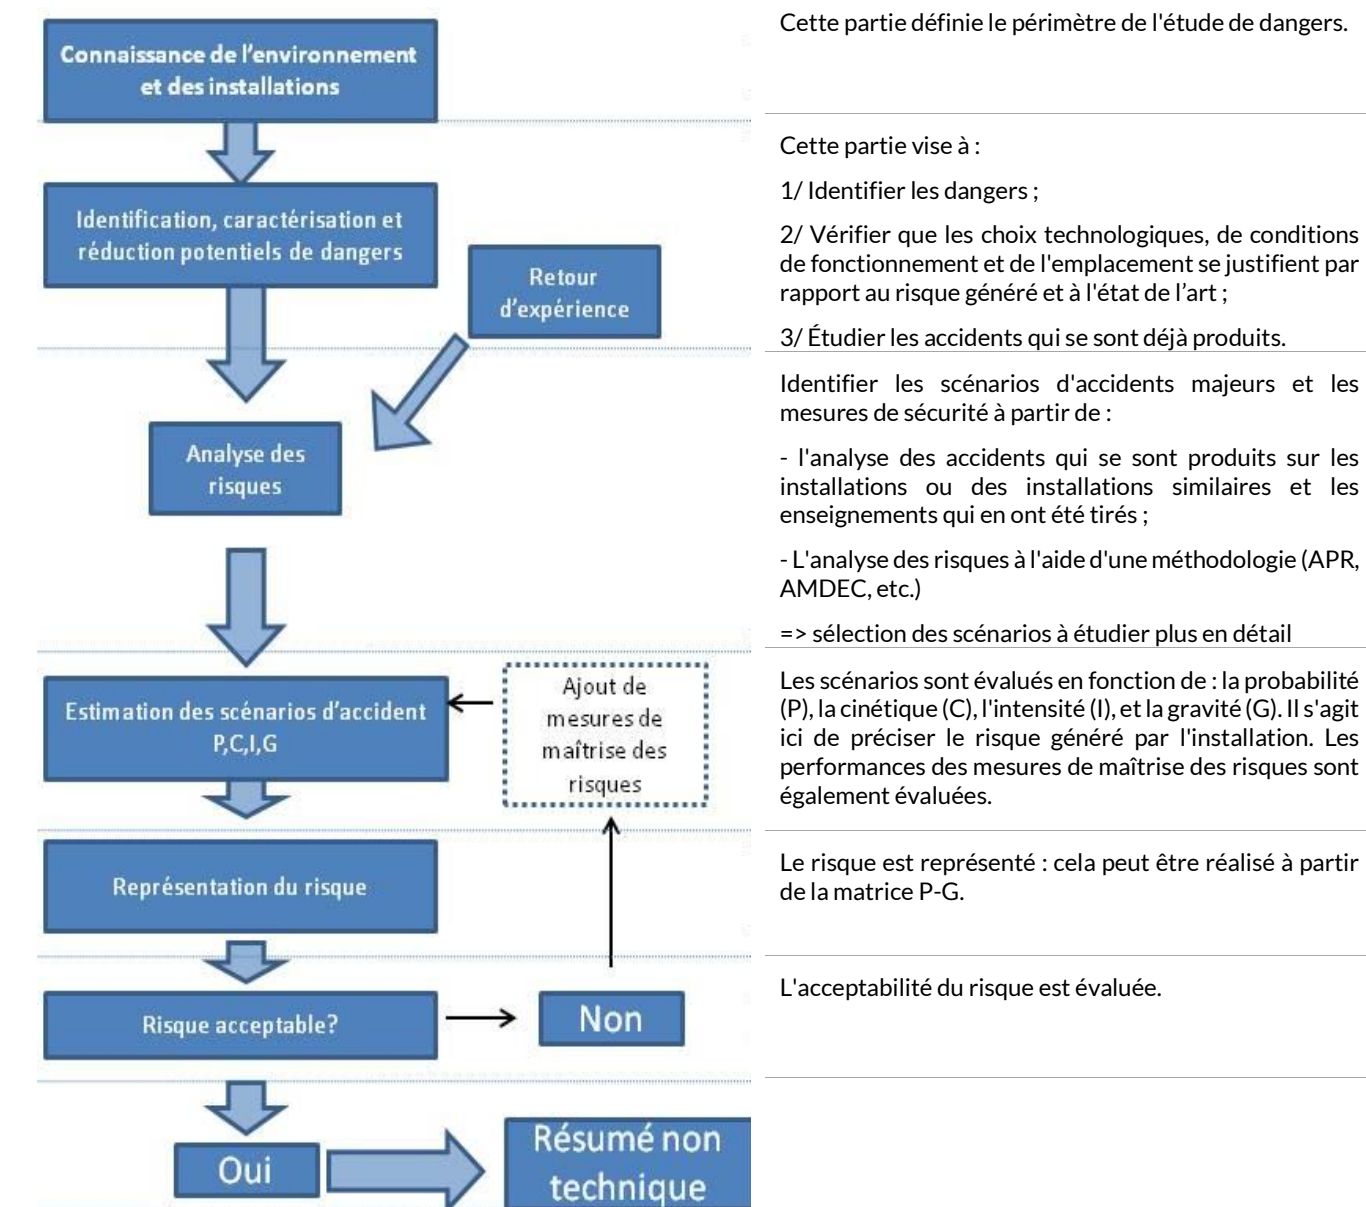 Connaissance de l'environnement
et des installations
Cette partie définie le périmètre de l'étude de dangers.
Identification, caractérisation et
réduction potentiels de dangers
Retour
d'expérience
Cette partie vise à :
1/ Identifier les dangers ;
2/ Vérifier que les choix technologiques, de conditions
de fonctionnement et de l'emplacement se justifient par
rapport au risque généré et à l'état de l’art ;
3/ Étudier les accidents qui se sont déjà produits.
Analyse des
risques
Identifier les scénarios d'accidents majeurs et les
mesures de sécurité à partir de :
- l'analyse des accidents qui se sont produits sur les
installations ou des installations similaires et les
enseignements qui en ont été tirés ;
- L'analyse des risques à l'aide d'une méthodologie (APR,
AMDEC, etc.)
=> sélection des scénarios à étudier plus en détail
Estimation des scénarios d'accident
P,C,I,G
Ajout de
mesures de
maîtrise des
risques
Les scénarios sont évalués en fonction de : la probabilité
(P), la cinétique (C), l'intensité (I), et la gravité (G). Il s'agit
ici de préciser le risque généré par l'installation. Les
performances des mesures de maîtrise des risques sont
également évaluées.
Représentation du risque
Le risque est représenté : cela peut être réalisé à partir
de la matrice P-G.
Risque acceptable?
Non
L'acceptabilité du risque est évaluée.
Oui
Résumé non
technique